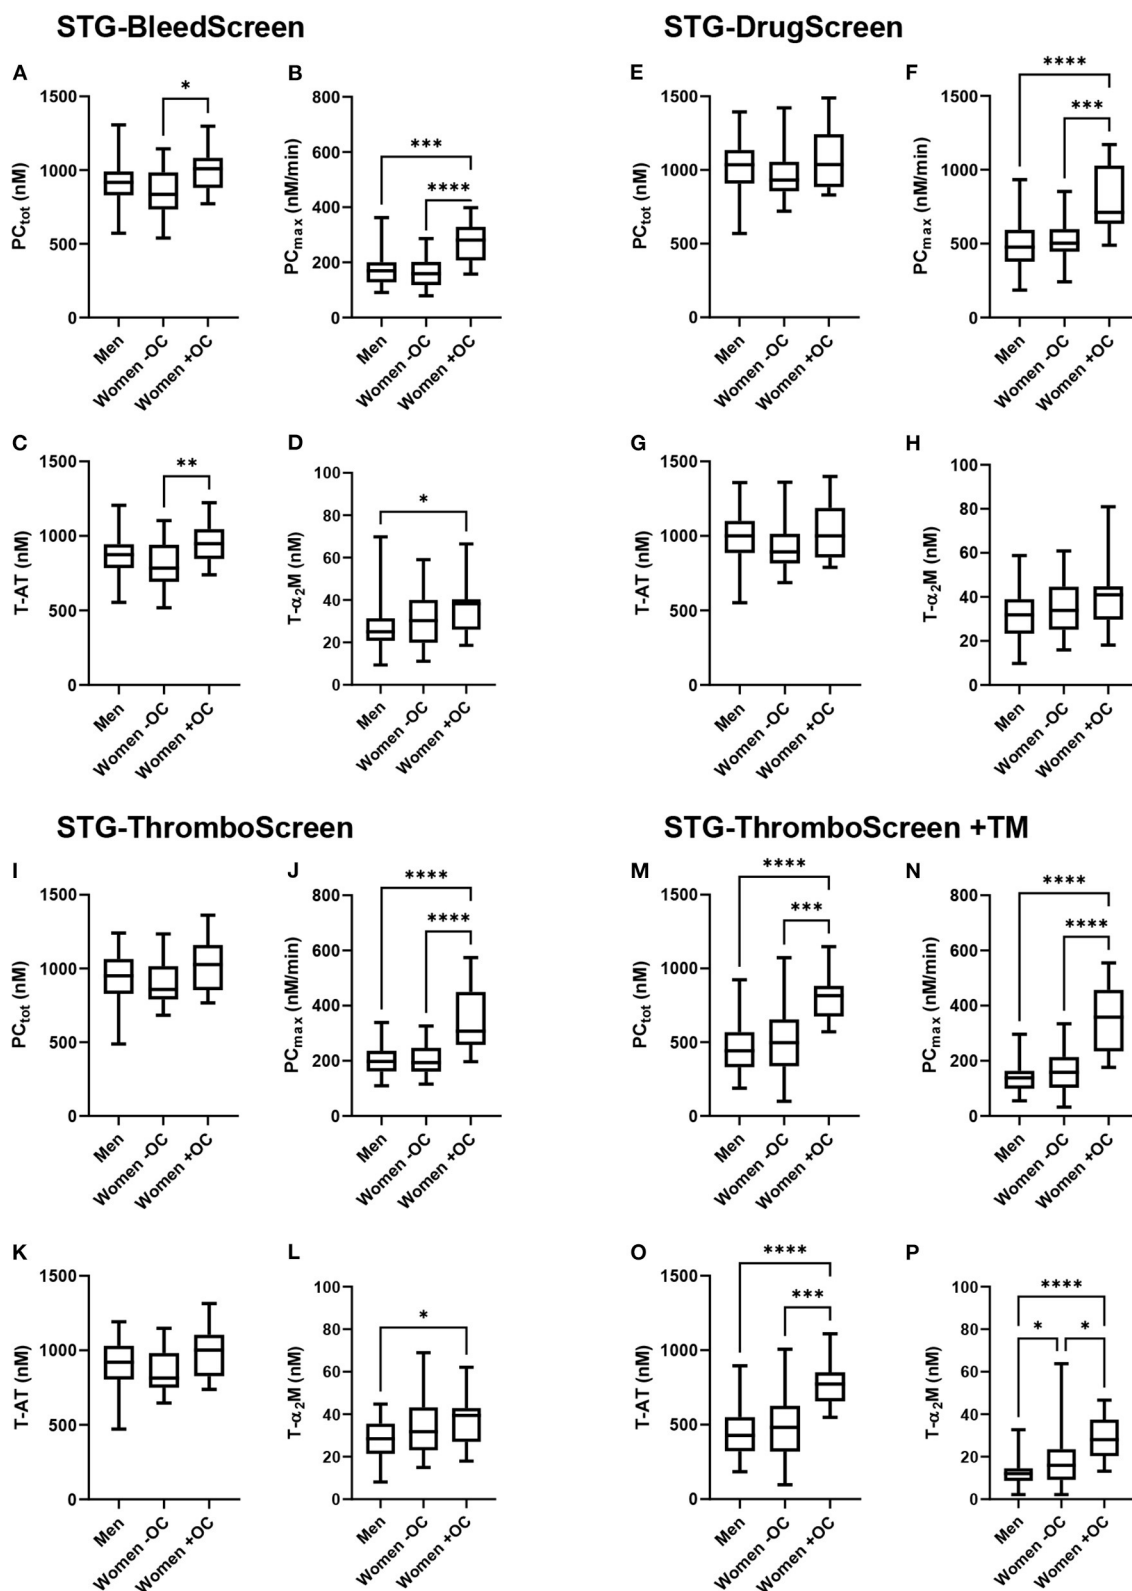 STG-BleedScreen
STG-DrugScreen
A
*
1500
1000
500
0
PCtot (nM)
Men
Women -OC
Women +OC
B
***
****
800
600
400
200
0
PCmax (nM/min)
Men
Women -OC
Women +OC
E
1500
1000
500
0
PCtot (nM)
Men
Women -OC
Women +OC
F
****
***
1500
1000
500
0
PCmax (nM/min)
Men
Women -OC
Women +OC
C
**
1500
1000
500
0
T-AT (nM)
Men
Women -OC
Women +OC
D
*
100
80
60
40
20
0
T-α2M (nM)
Men
Women -OC
Women +OC
G
1500
1000
500
0
T-AT (nM)
Men
Women -OC
Women +OC
H
100
80
60
40
20
0
T-α2M (nM)
Men
Women -OC
Women +OC
STG-ThromboScreen
STG-ThromboScreen +TM
I
1500
1000
500
0
PCtot (nM)
Men
Women -OC
Women +OC
J
****
****
800
600
400
200
0
PCmax (nM/min)
Men
Women -OC
Women +OC
M
****
***
1500
1000
500
0
PCtot (nM)
Men
Women -OC
Women +OC
N
****
****
800
600
400
200
0
PCmax (nM/min)
Men
Women -OC
Women +OC
K
1500
1000
500
0
T-AT (nM)
Men
Women -OC
Women +OC
L
*
100
80
60
40
20
0
T-α2M (nM)
Men
Women -OC
Women +OC
O
****
***
1500
1000
500
0
T-AT (nM)
Men
Women -OC
Women +OC
P
****
*
*
100
80
60
40
20
0
T-α2M (nM)
Men
Women -OC
Women +OC